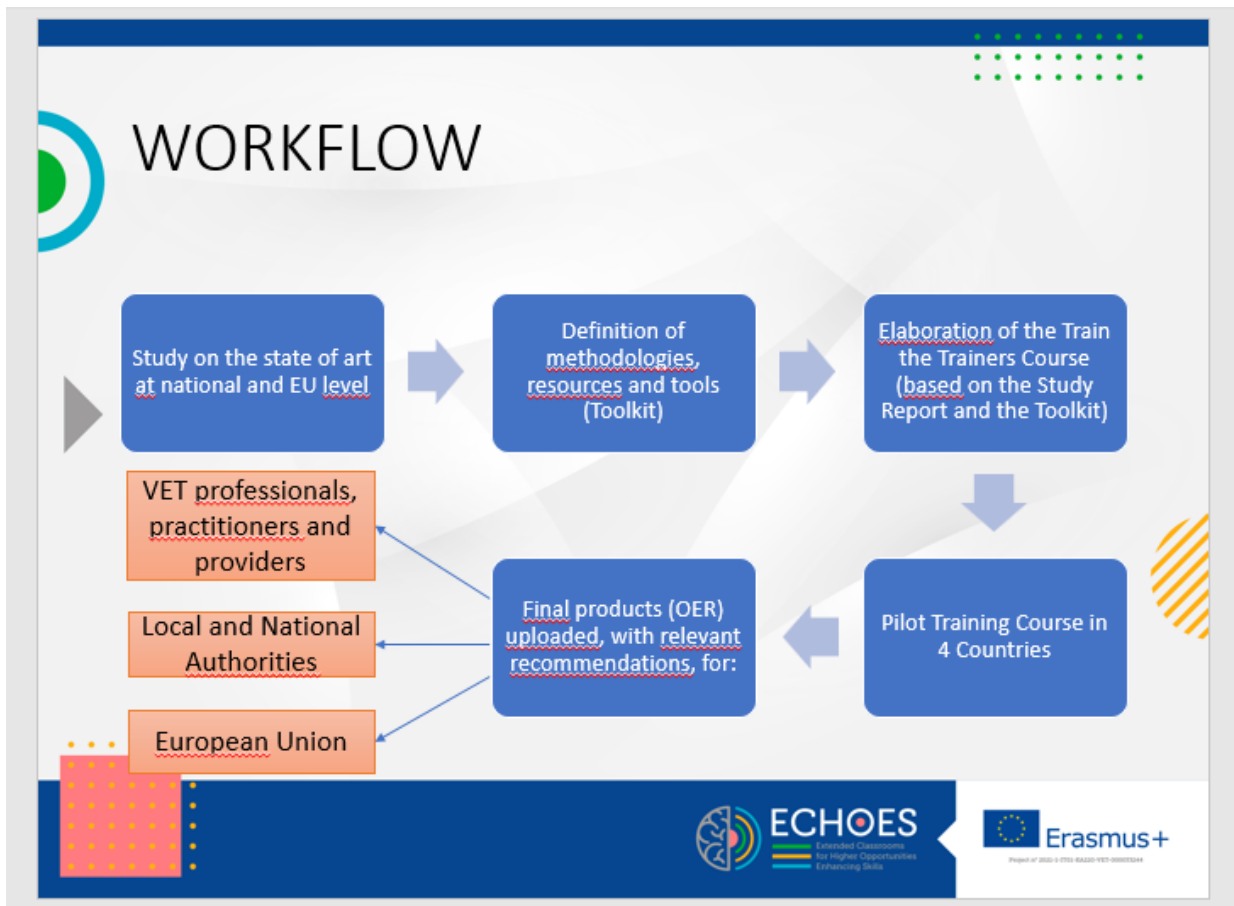 WORKFLOW
Study on the state of art
at national and EU level
Definition of
methodologies,
resources and tools
(Toolkit)
Elaboration of the Train
the Trainers Course
(based on the Study
Report and the Toolkit)
Pilot Training Course in
4 Countries
Final products (OER)
uploaded, with relevant
recommendations, for:
VET professionals,
practitioners and
providers
Local and National
Authorities
European Union
ECHOES
Extended Classrooms
for Higher Opportunities
Enhancing Skills
Erasmus+